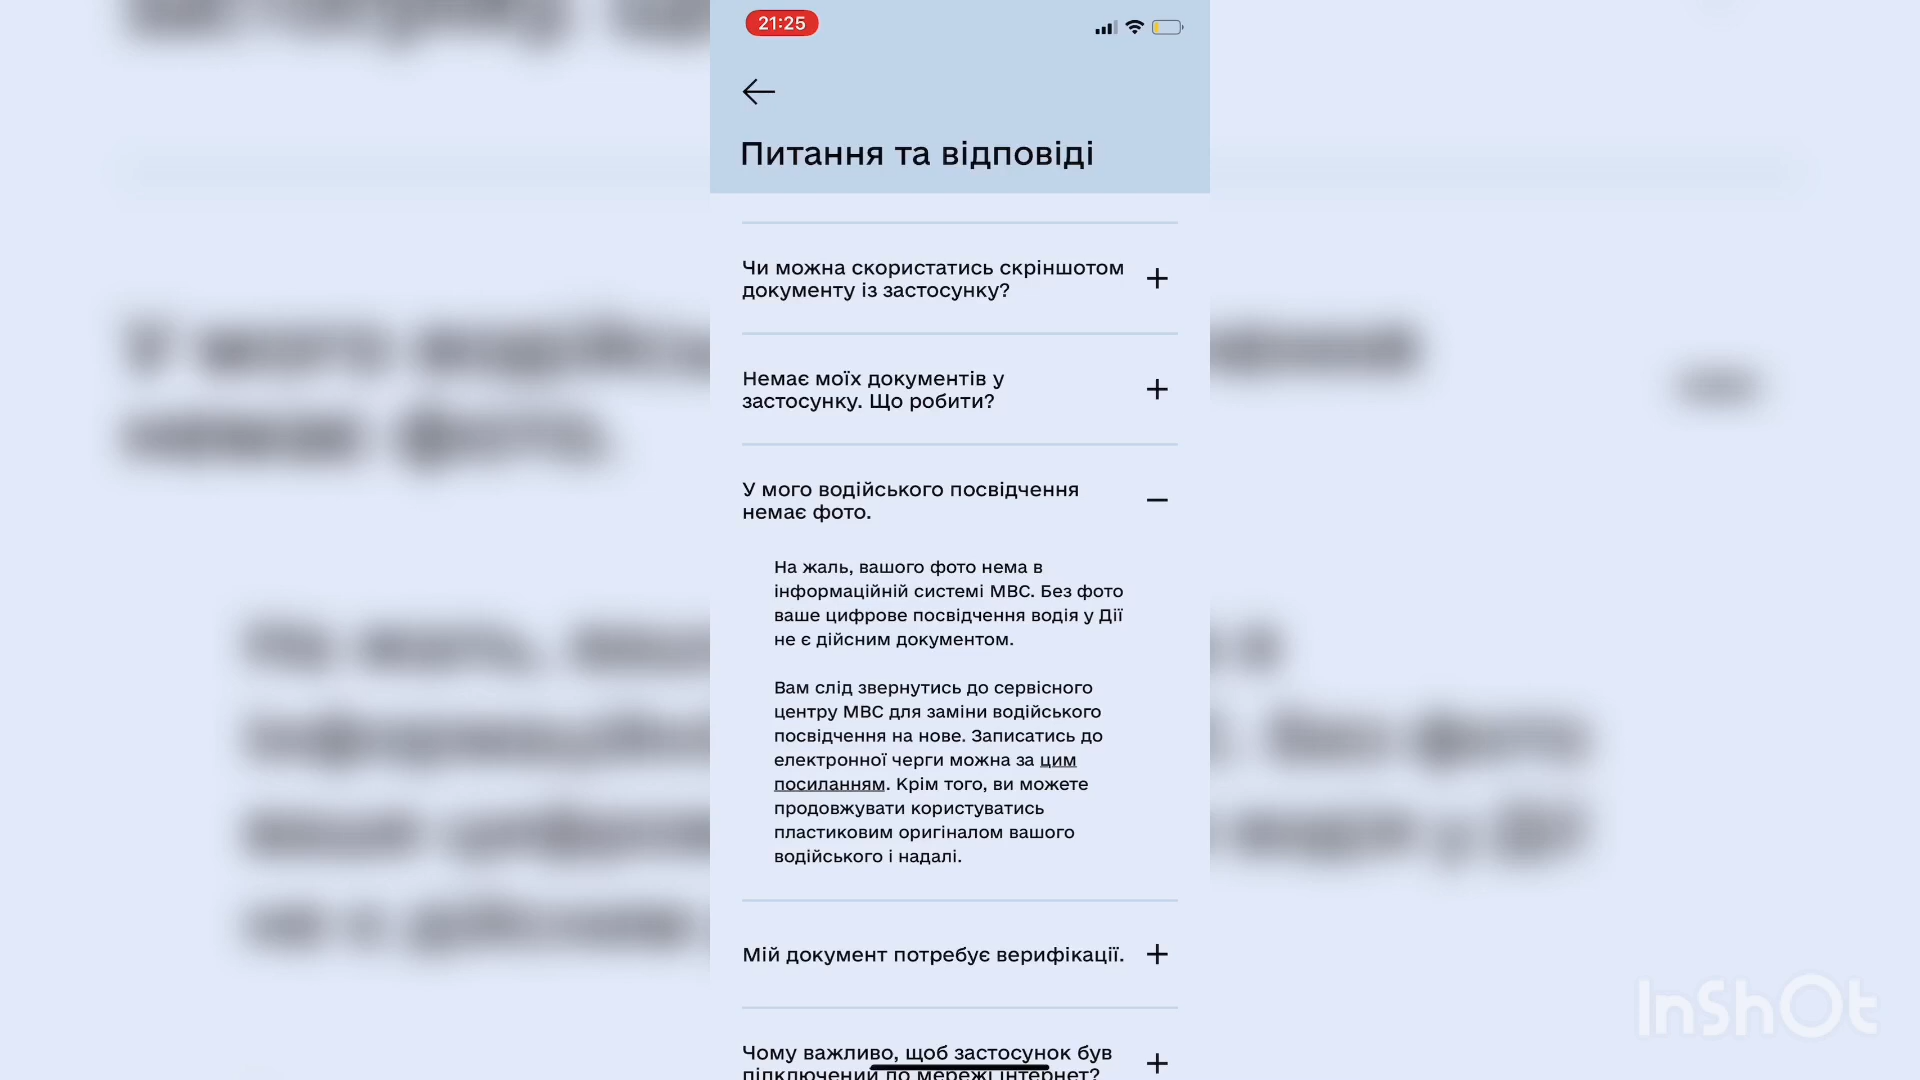 21:25
Питання та відповіді
Чи можна скористатись скріншотом
документу із застосунку?
Немає моїх документів у
застосунку. Що робити?
У мого водійського посвідчення
немає фото.
На жаль, вашого фото нема в
інформаційній системі МВС. Без фото
ваше цифрове посвідчення водія у Дії
не є дійсним документом.
Вам слід звернутись до сервісного
центру МВС для заміни водійського
посвідчення на нове. Записатись до
електронної черги можна за цим
посиланням. Крім того, ви можете
продовжувати користуватись
пластиковим оригіналом вашого
водійського і надалі.
Мій документ потребує верифікації.
Чому важливо, щоб застосунок був
підключений до мережі інтернет?
InShOt